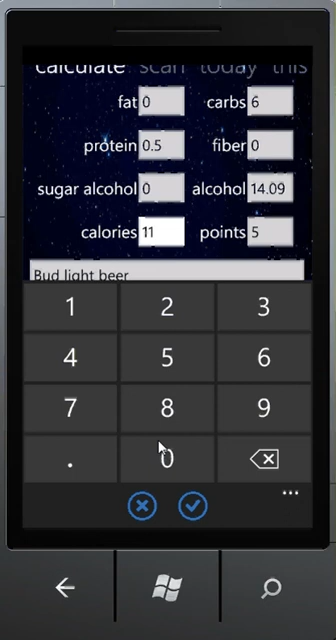 calculate scan today this
fat 0 carbs 6
protein 0.5 fiber 0
sugar alcohol 0 alcohol 14.09
calories 11 points 5
Bud light beer
1 2 3
4 5 6
7 8 9
. 0
...